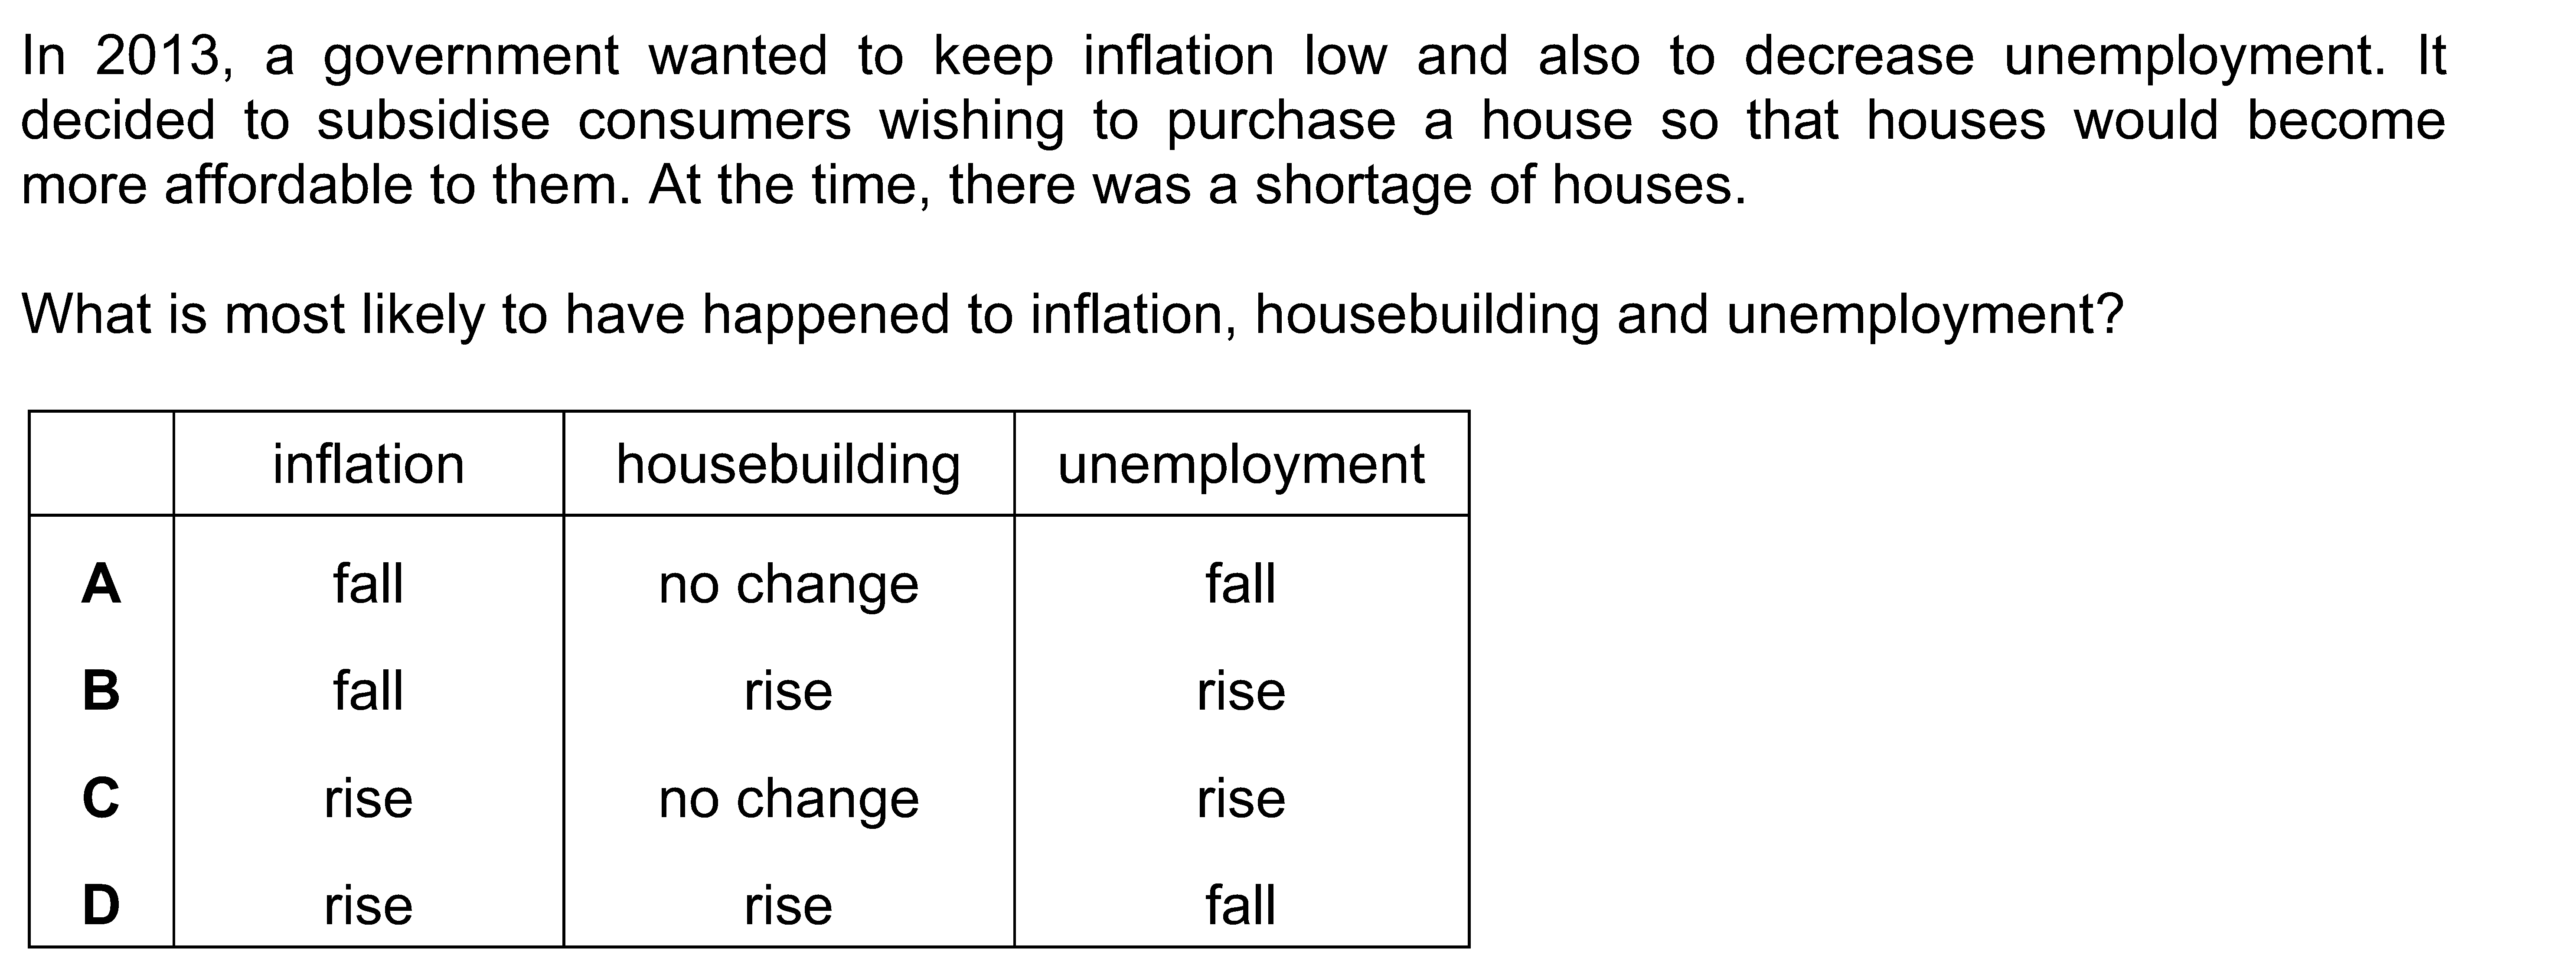 In 2013, a government wanted to keep inflation low and also to decrease unemployment. It
decided to subsidise consumers wishing to purchase a house so that houses would become
more affordable to them. At the time, there was a shortage of houses.
What is most likely to have happened to inflation, housebuilding and unemployment?
inflation housebuilding unemployment
A fall no change fall
B fall rise rise
C rise no change rise
D rise rise fall